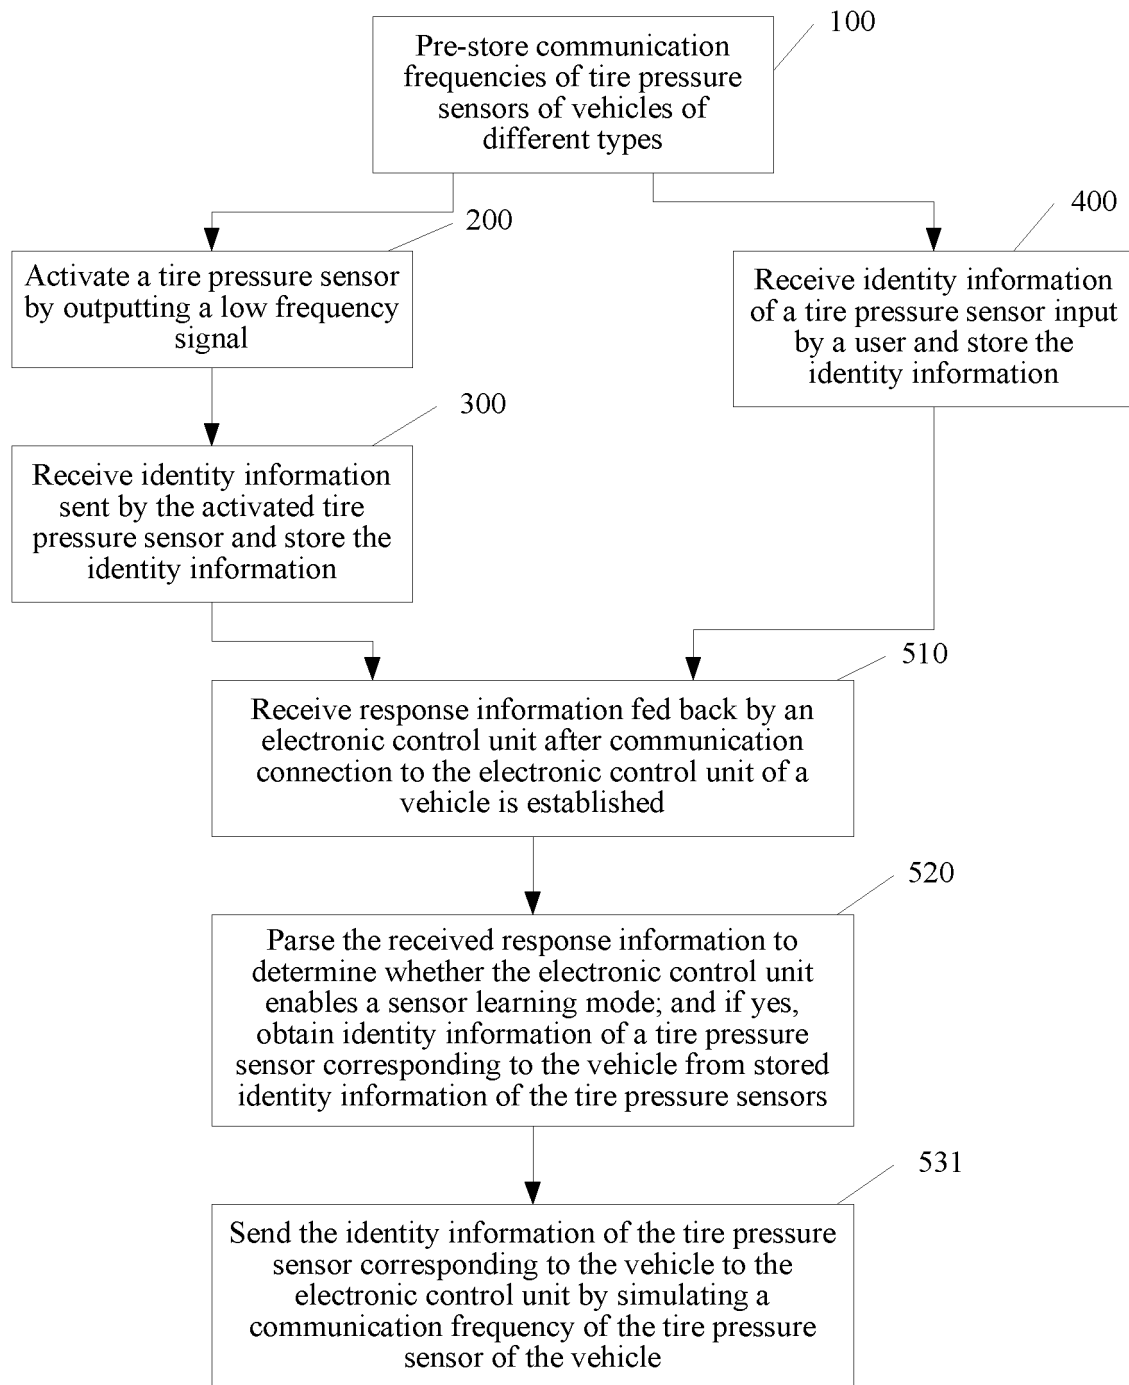 100
Pre-store communication
frequencies of tire pressure
sensors of vehicles of
different types
200
Activate a tire pressure sensor
by outputting a low frequency
signal
400
Receive identity information
of a tire pressure sensor input
by a user and store the
identity information
300
Receive identity information
sent by the activated tire
pressure sensor and store the
identity information
510
Receive response information fed back by an
electronic control unit after communication
connection to the electronic control unit of a
vehicle is established
520
Parse the received response information to
determine whether the electronic control unit
enables a sensor learning mode; and if yes,
obtain identity information of a tire pressure
sensor corresponding to the vehicle from stored
identity information of the tire pressure sensors
531
Send the identity information of the tire pressure
sensor corresponding to the vehicle to the
electronic control unit by simulating a
communication frequency of the tire pressure
sensor of the vehicle